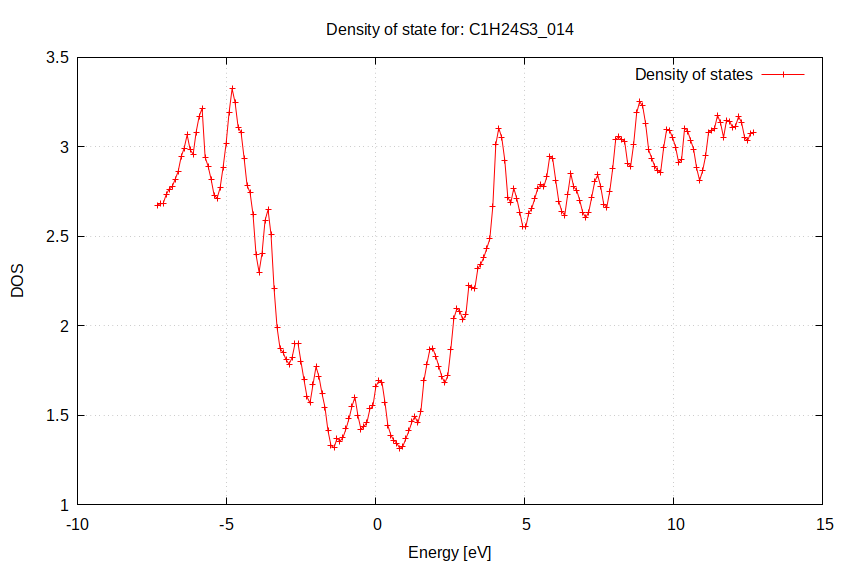 Density of state for: C1H24S3_014
Density of states
3.5
3
2.5
2
1.5
1
DOS
-10 -5 0 5 10 15
Energy [eV]